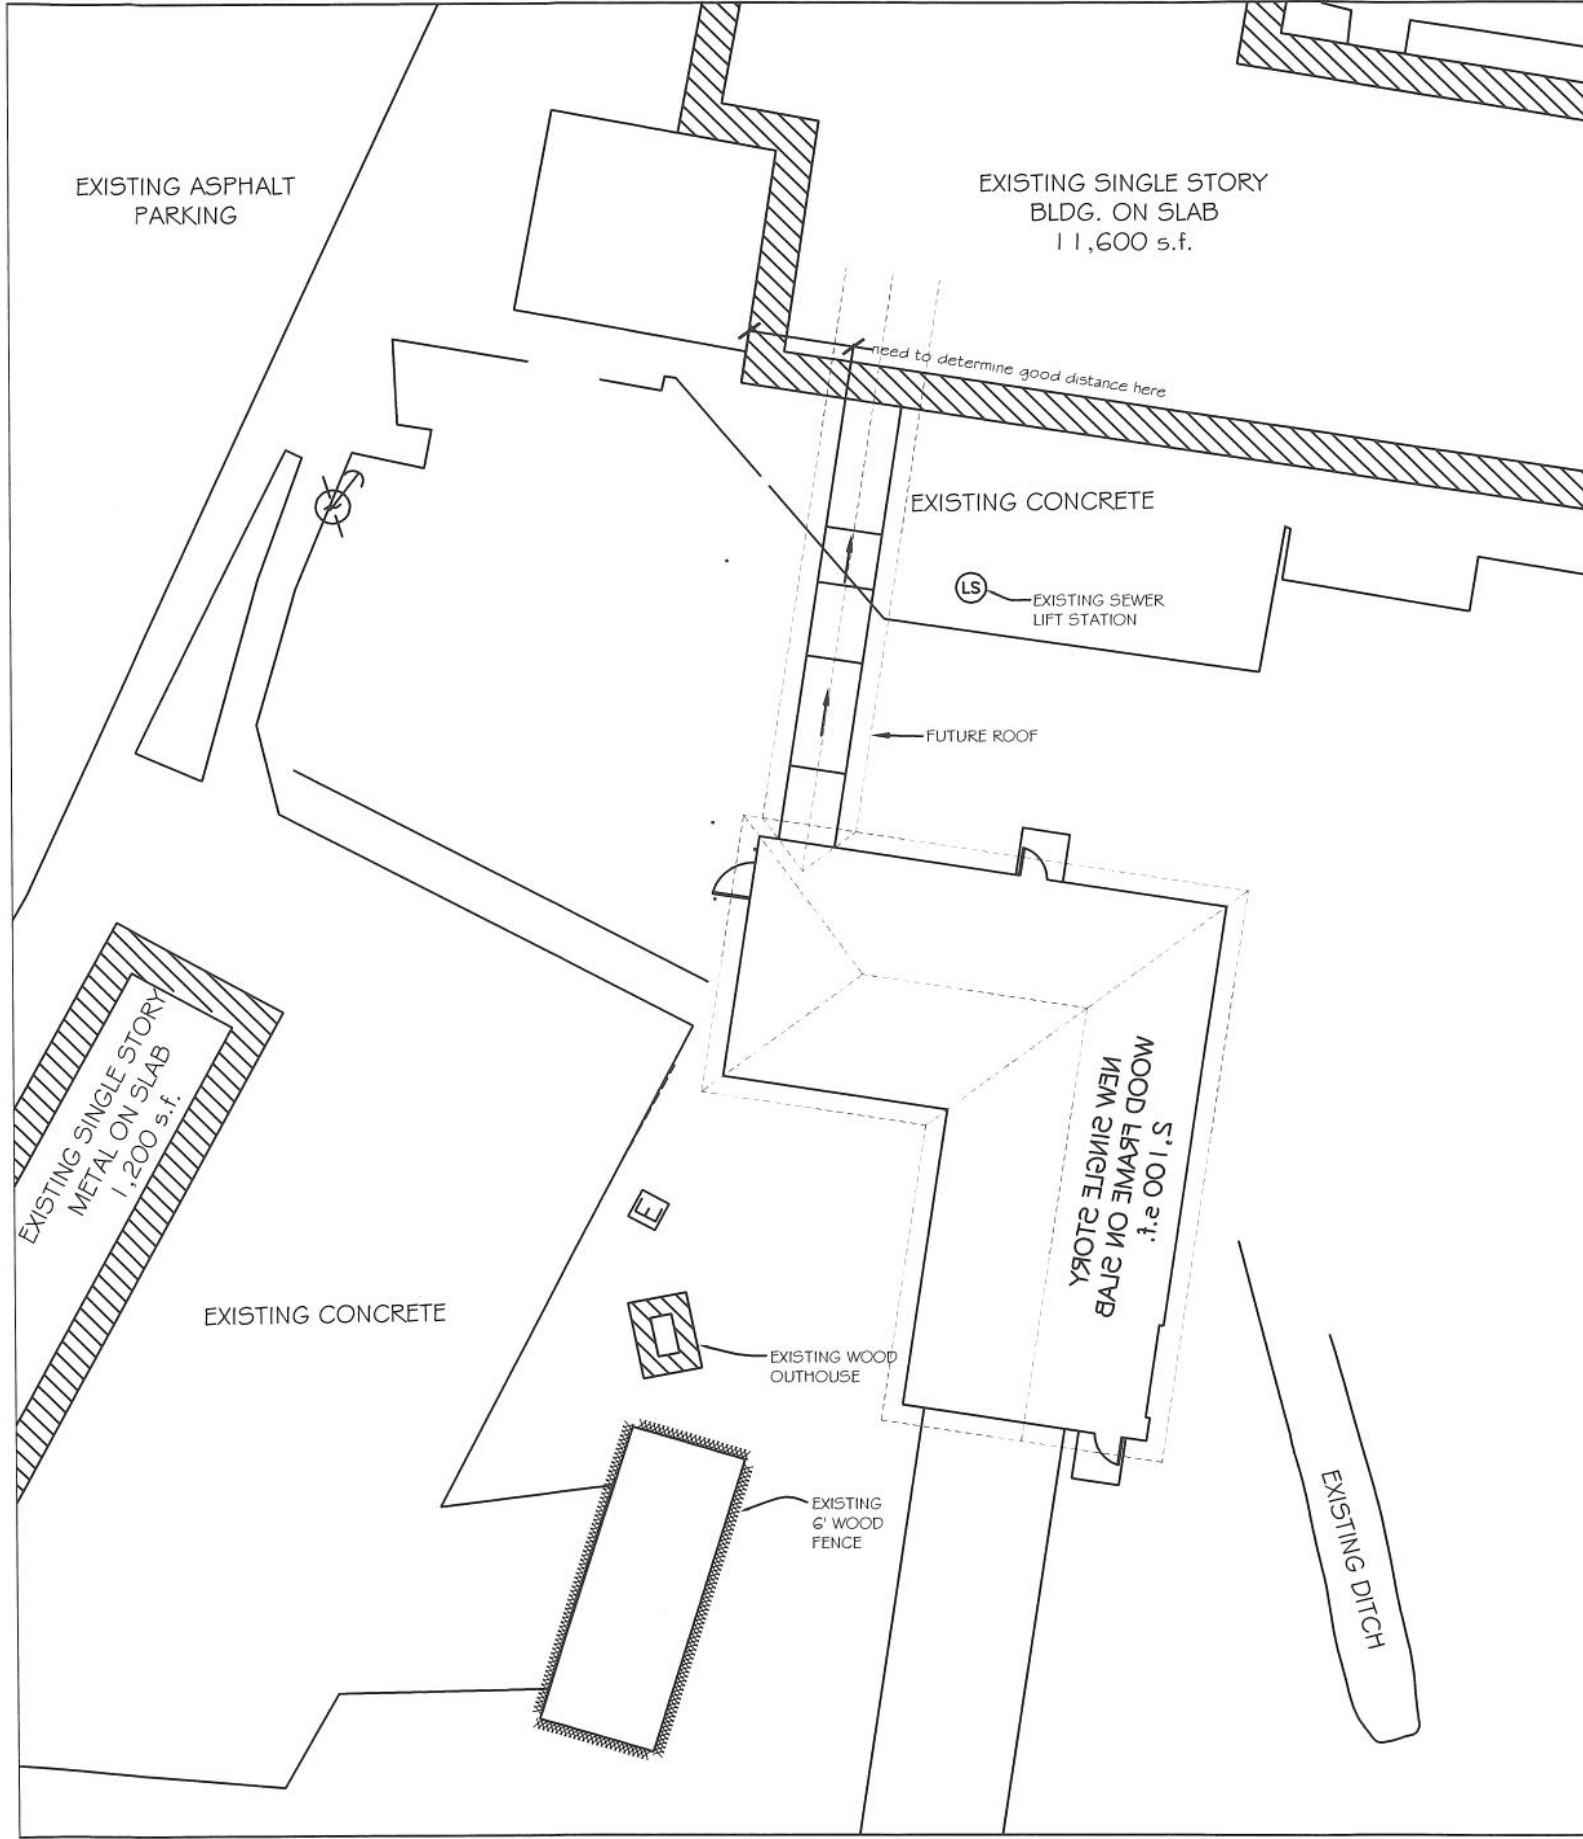 EXISTING ASPHALT
PARKING
EXISTING SINGLE STORY
BLDG. ON SLAB
11,600 s.f.
need to determine good distance here
EXISTING CONCRETE
LS
EXISTING SEWER
LIFT STATION
FUTURE ROOF
EXISTING SINGLE STORY
METAL ON SLAB
1,200 s.f.
NEW SINGLE STORY
WOOD FRAME ON SLAB
2,100 s.f.
E
EXISTING CONCRETE
EXISTING WOOD
OUTHOUSE
EXISTING
6' WOOD
FENCE
EXISTING DITCH